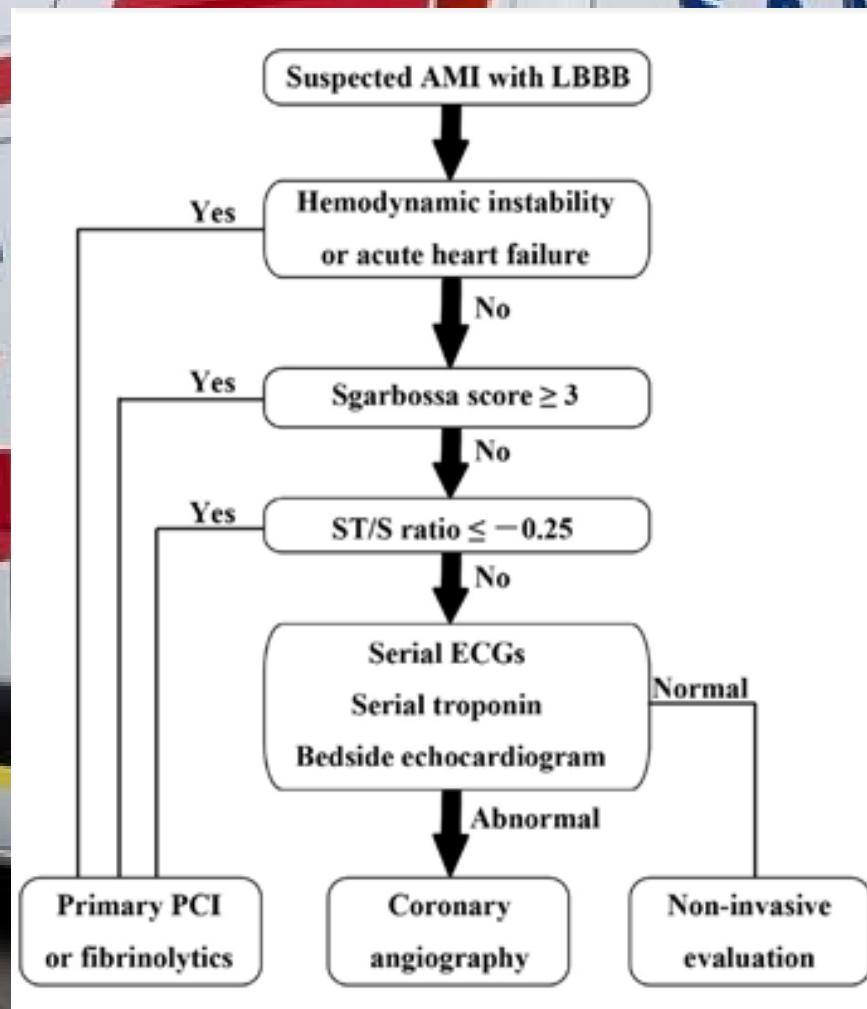 Suspected AMI with LBBB
Yes
Hemodynamic instability
or acute heart failure
No
Yes
Sgarbossa score ≥ 3
No
Yes
ST/S ratio ≤ −0.25
No
Serial ECGs
Serial troponin
Bedside echocardiogram
Normal
Abnormal
Primary PCI
or fibrinolytics
Coronary
angiography
Non-invasive
evaluation